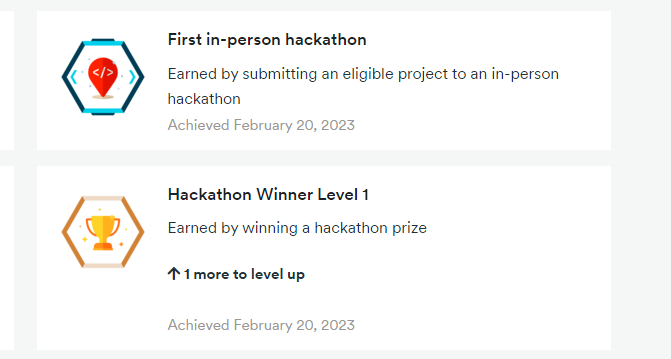 First in-person hackathon
Earned by submitting an eligible project to an in-person
hackathon
Achieved February 20, 2023
Hackathon Winner Level 1
Earned by winning a hackathon prize
↑ 1 more to level up
Achieved February 20, 2023